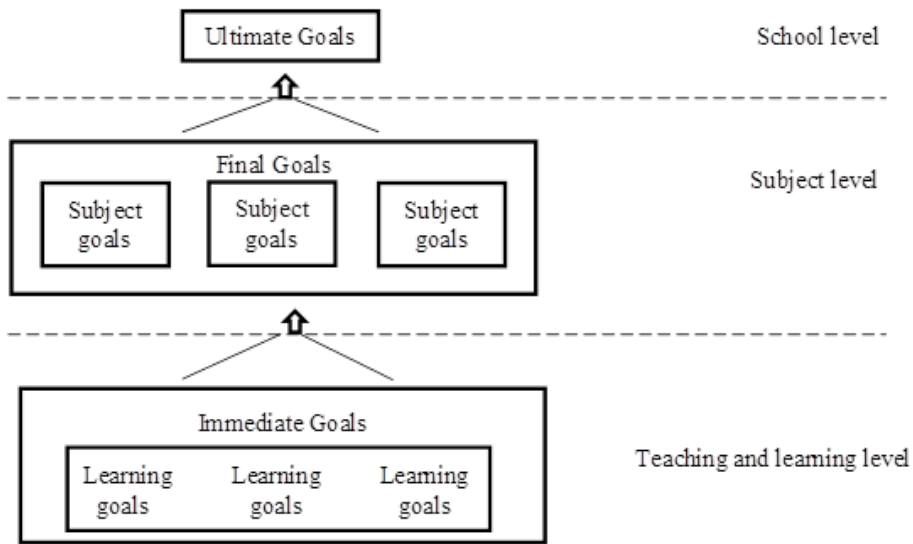 Ultimate Goals
School level
Final Goals
Subject level
Subject
goals
Subject
goals
Subject
goals
Immediate Goals
Teaching and learning level
Learning
goals
Learning
goals
Learning
goals